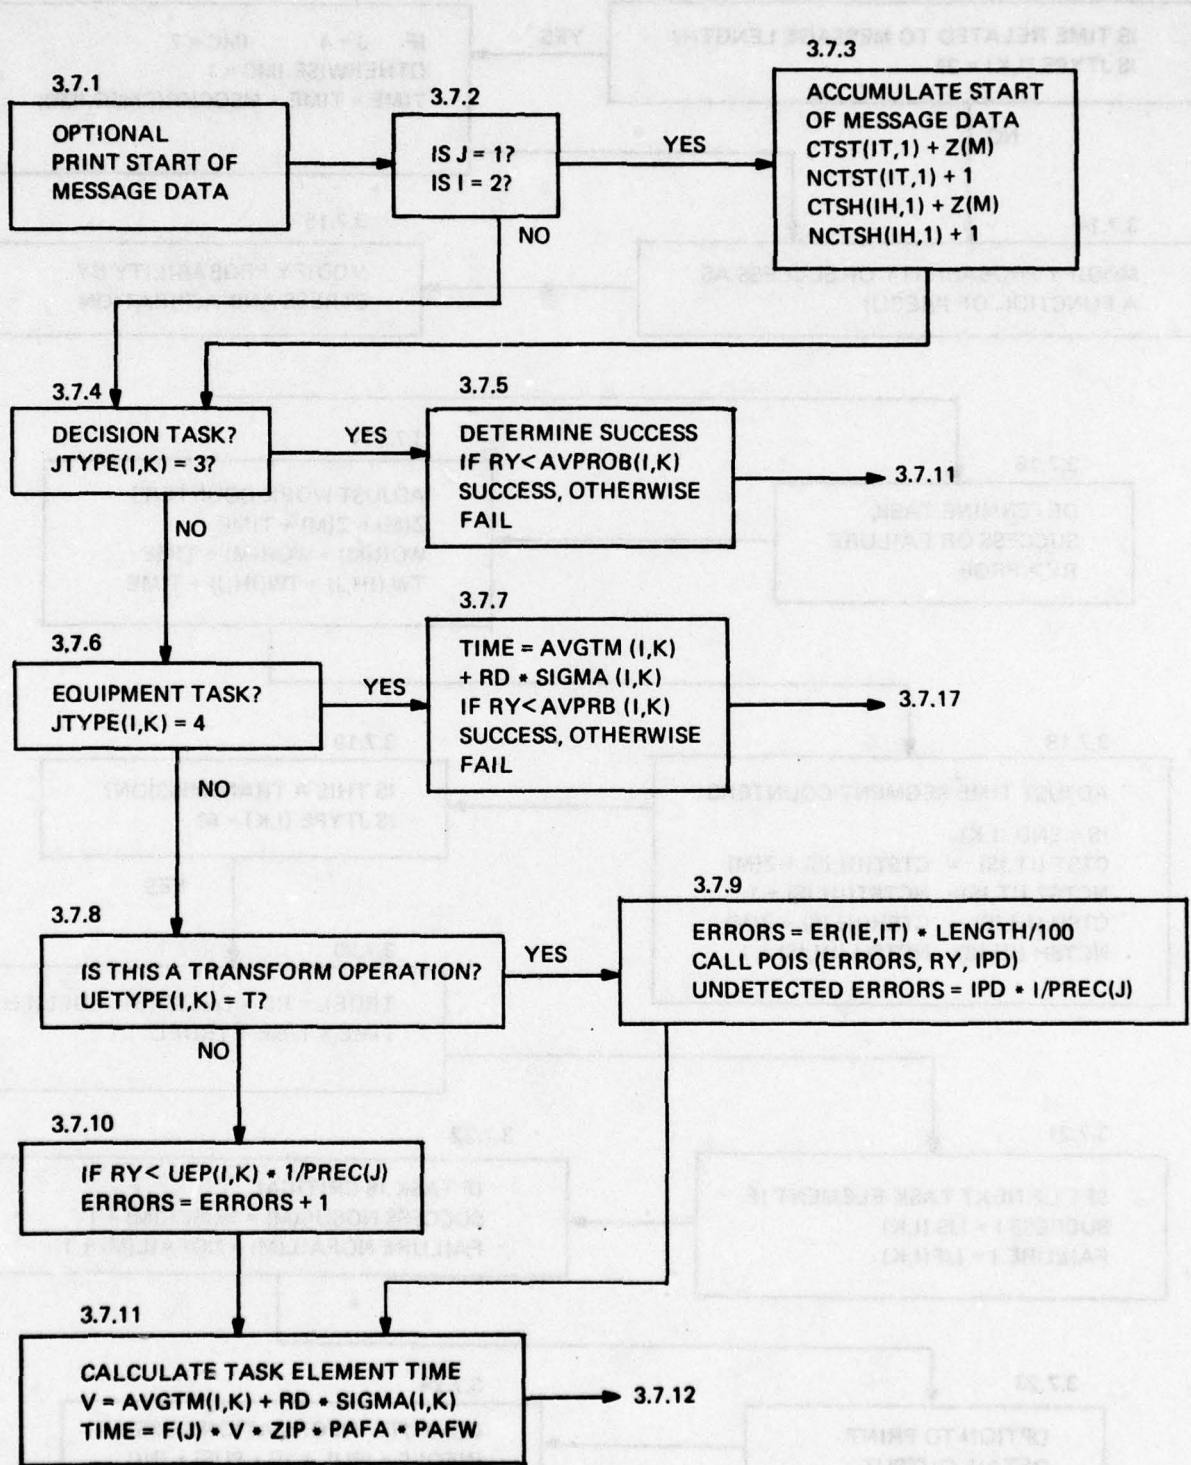 3.7.1
OPTIONAL
PRINT START OF
MESSAGE DATA
3.7.2
IS J = 1?
IS I = 2?
YES
NO
3.7.3
ACCUMULATE START
OF MESSAGE DATA
CTST(IT,1) + Z(M)
NCTST(IT,1) + 1
CTSH(IH,1) + Z(M)
NCTSH(IH,1) + 1
3.7.4
DECISION TASK?
JTYPE(I,K) = 3?
YES
NO
3.7.5
DETERMINE SUCCESS
IF RY< AVPROB(I,K)
SUCCESS, OTHERWISE
FAIL
3.7.11
3.7.6
EQUIPMENT TASK?
JTYPE(I,K) = 4
YES
NO
3.7.7
TIME = AVGTM (I,K)
+ RD * SIGMA (I,K)
IF RY< AVPRB (I,K)
SUCCESS, OTHERWISE
FAIL
3.7.17
3.7.8
IS THIS A TRANSFORM OPERATION?
UETYPE(I,K) = T?
YES
NO
3.7.9
ERRORS = ER(IE,IT) * LENGTH/100
CALL POIS (ERRORS, RY, IPD)
UNDETECTED ERRORS = IPD * I/PREC(J)
3.7.10
IF RY< UEP(I,K) * 1/PREC(J)
ERRORS = ERRORS + 1
3.7.11
CALCULATE TASK ELEMENT TIME
V = AVGTM(I,K) + RD * SIGMA(I,K)
TIME = F(J) * V * ZIP * PAFA * PAFW
3.7.12